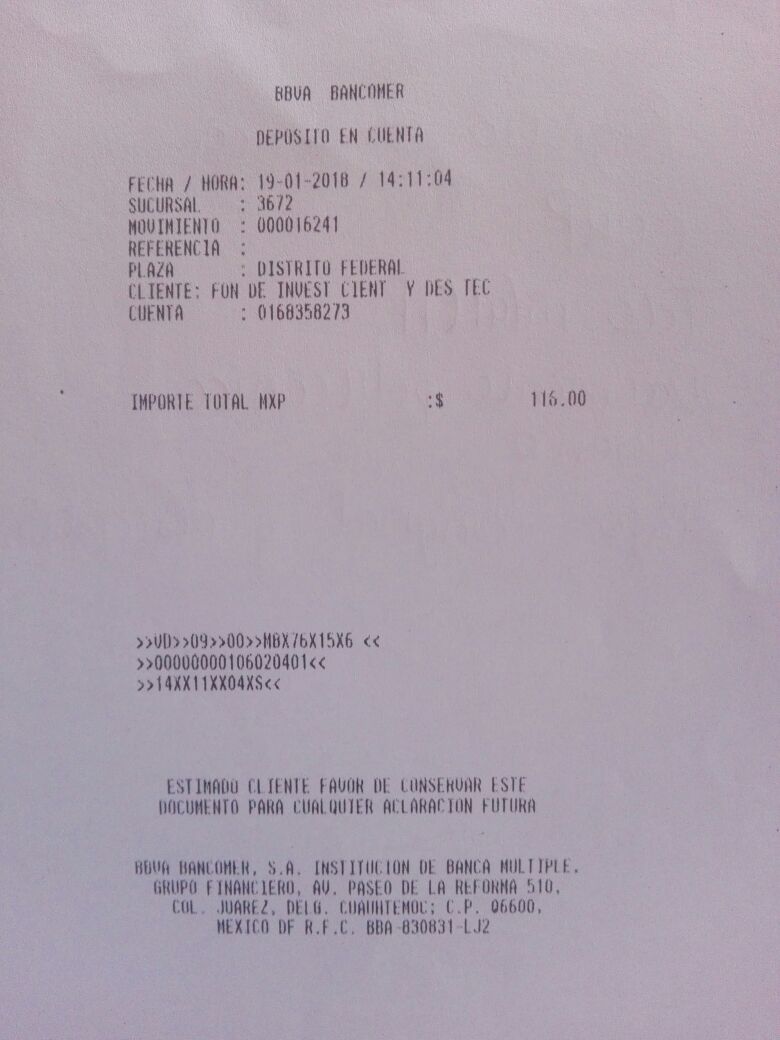 BBVA BANCOMER
DEPOSITO EN CUENTA
FECHA / HORA: 19-01-2018 / 14:11:04
SUCURSAL : 3672
MOVIMIENTO : 000016241
REFERENCIA :
PLAZA : DISTRITO FEDERAL
CLIENTE: FON DE INVEST CIENT Y DES TEC
CUENTA : 0168358273
IMPORTE TOTAL MXP :$ 116.00
>>VD>>09>>00>>MBX76X15X6 <<
>>00000000106020401<<
>>14XX11XX04XS<<
ESTIMADO CLIENTE FAVOR DE CONSERVAR ESTE
DOCUMENTO PARA CUALQUIER ACLARACION FUTURA
BBVA BANCOMER, S.A. INSTITUCION DE BANCA MULTIPLE,
GRUPO FINANCIERO, AV. PASEO DE LA REFORMA 510,
COL. JUAREZ, DELG. CUAUHTEMOC; C.P. 06600,
MEXICO DF R.F.C. BBA-830831-LJ2